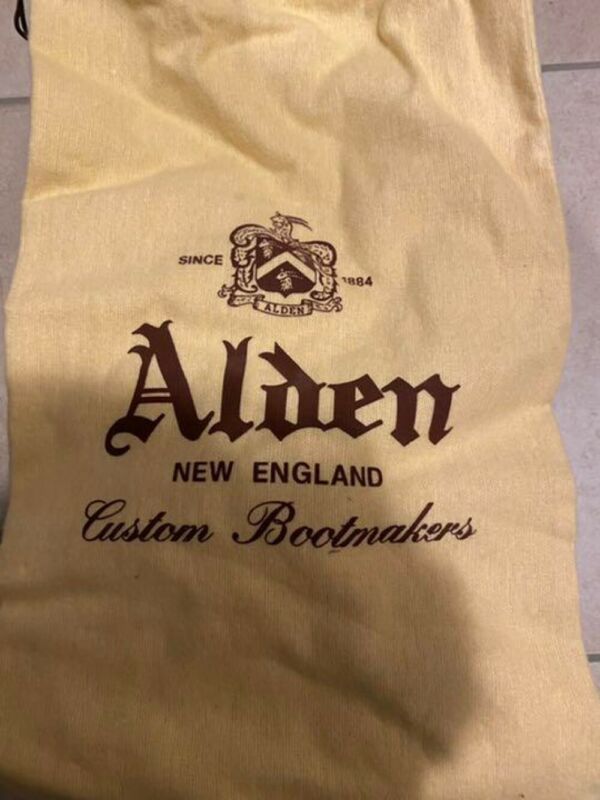 SINCE 1884
ALDEN
Alden
NEW ENGLAND
Custom Bootmakers